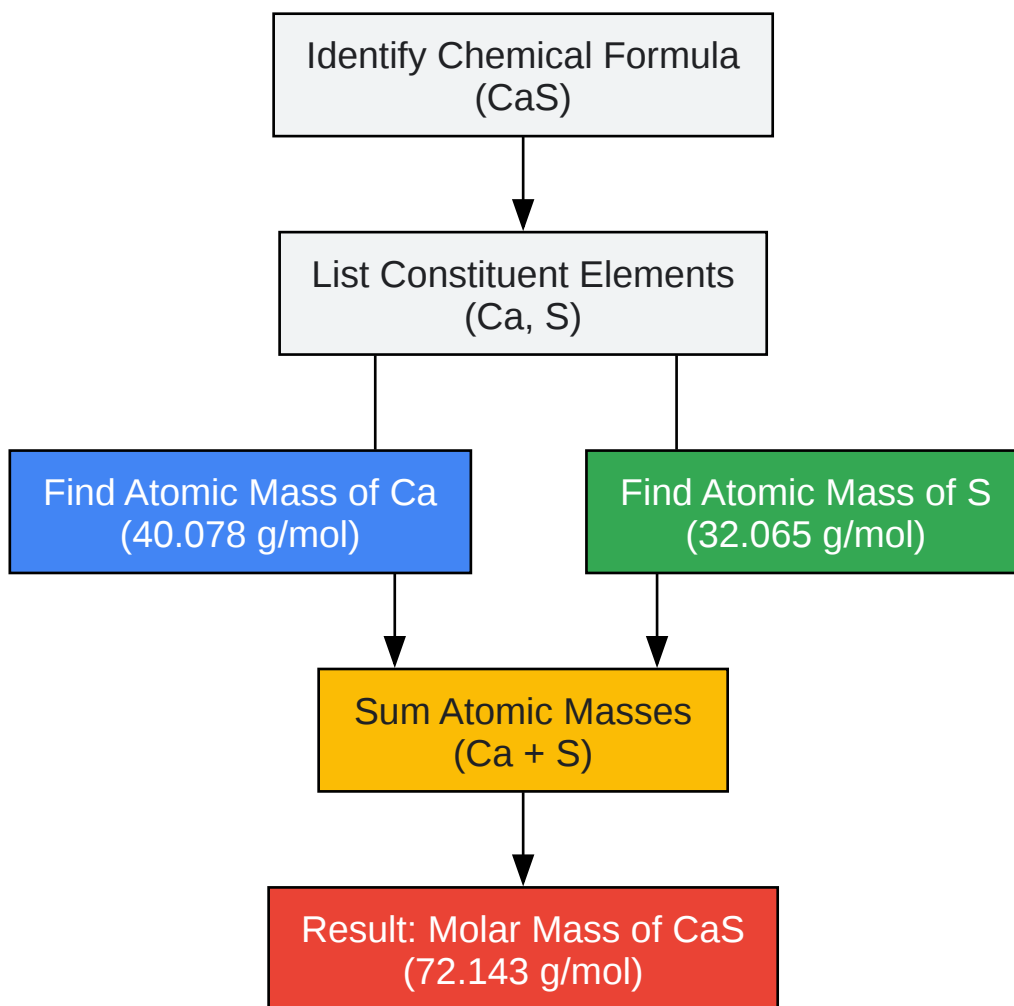 Identify Chemical Formula
(CaS)
List Constituent Elements
(Ca, S)
Find Atomic Mass of Ca
(40.078 g/mol)
Find Atomic Mass of S
(32.065 g/mol)
Sum Atomic Masses
(Ca + S)
Result: Molar Mass of CaS
(72.143 g/mol)